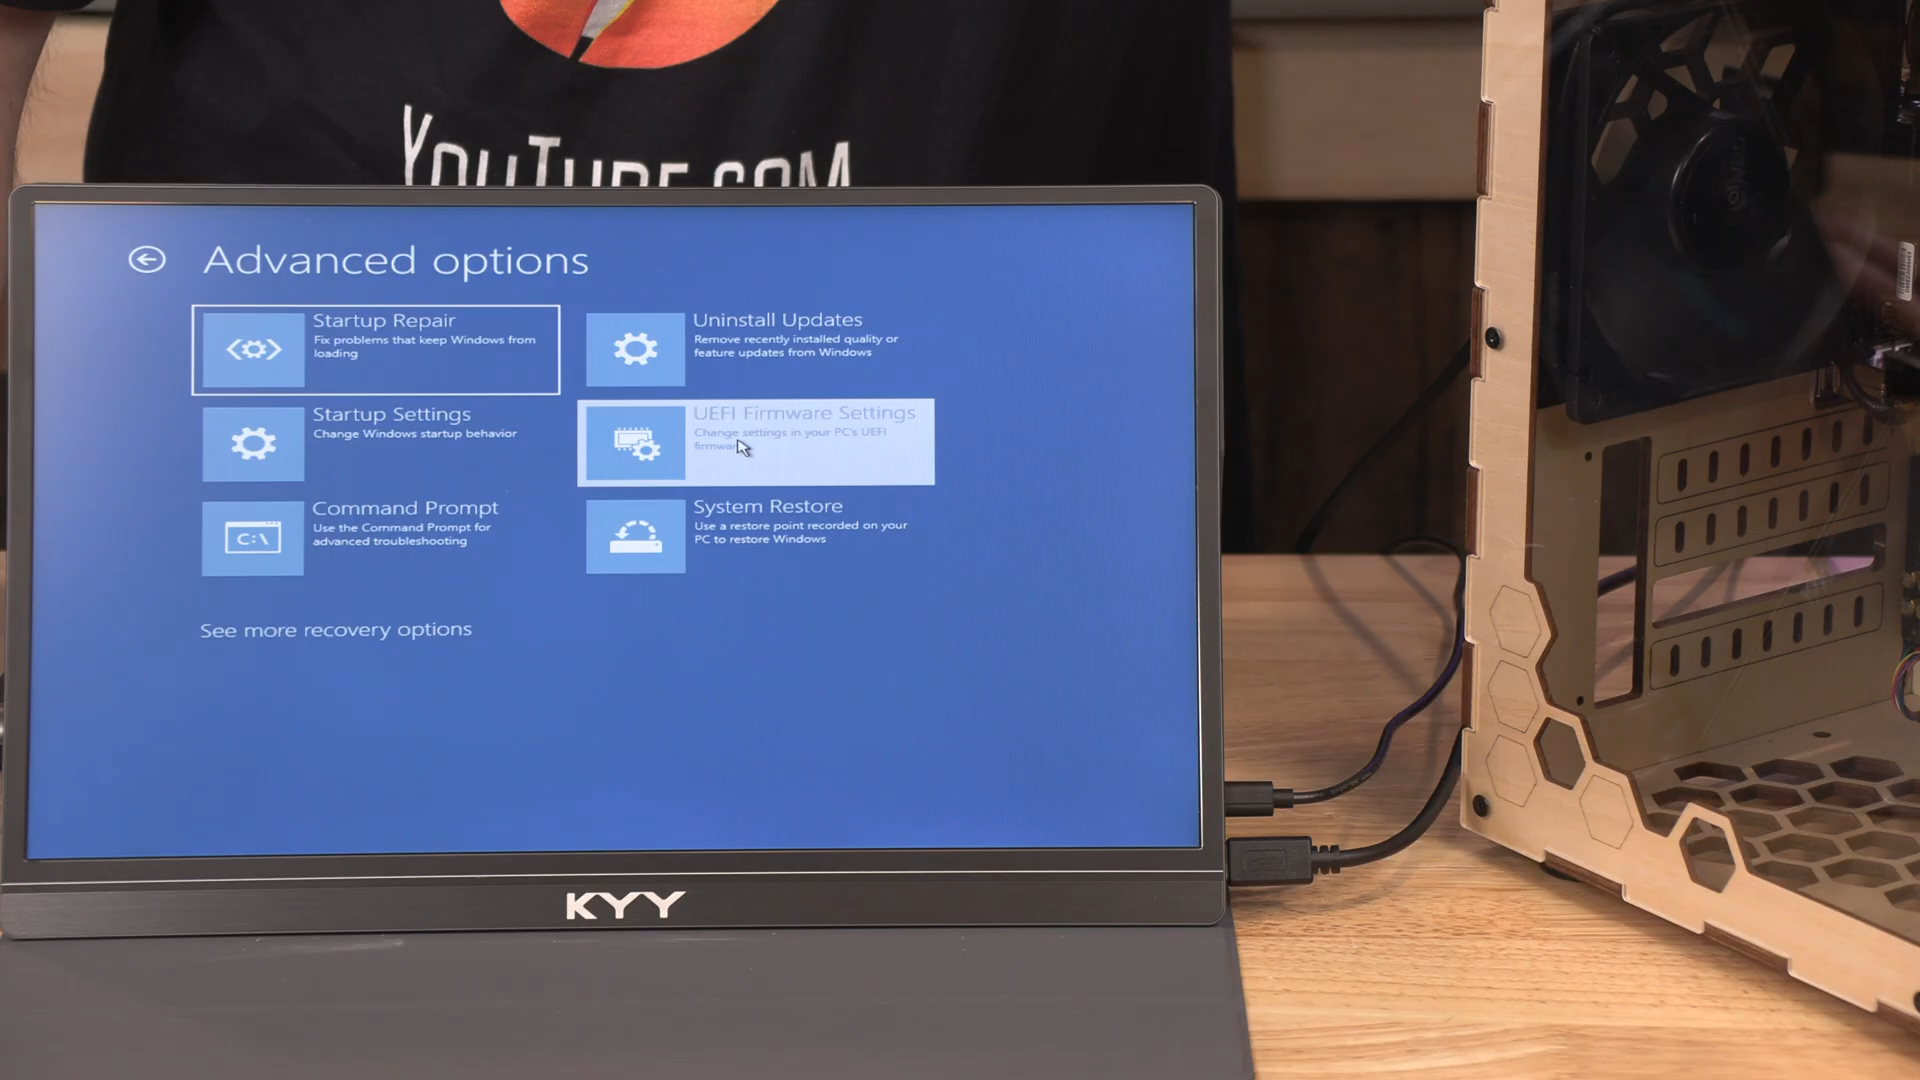 YOUTUBE.COM
Advanced options
Startup Repair
Fix problems that keep Windows from
loading
Uninstall Updates
Remove recently installed quality or
feature updates from Windows
Startup Settings
Change Windows startup behavior
UEFI Firmware Settings
Change settings in your PC's UEFI
firmware
Command Prompt
Use the Command Prompt for
advanced troubleshooting
C:\
System Restore
Use a restore point recorded on your
PC to restore Windows
See more recovery options
KYY